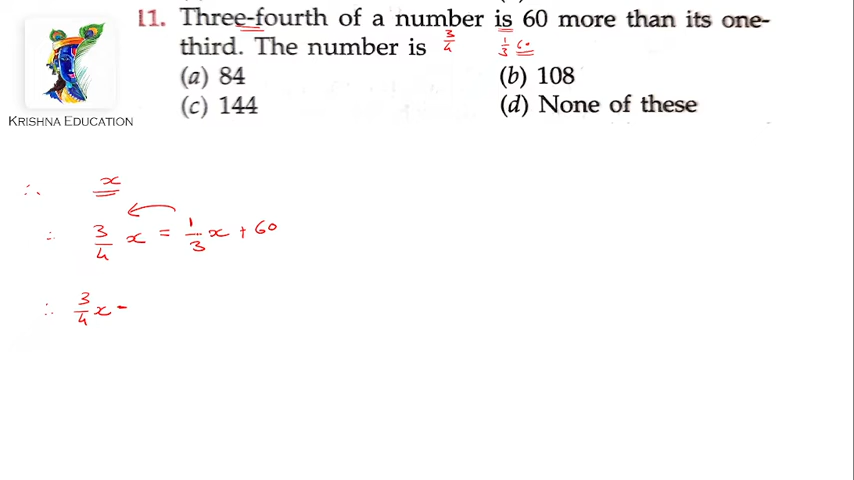 11. Three-fourth of a number is 60 more than its one-
third. The number is 3/4 1/3 60
(a) 84 (b) 108
(c) 144 (d) None of these
KRISHNA EDUCATION
∴ x
∴ 3/4 x = 1/3 x + 60
∴ 3/4 x -